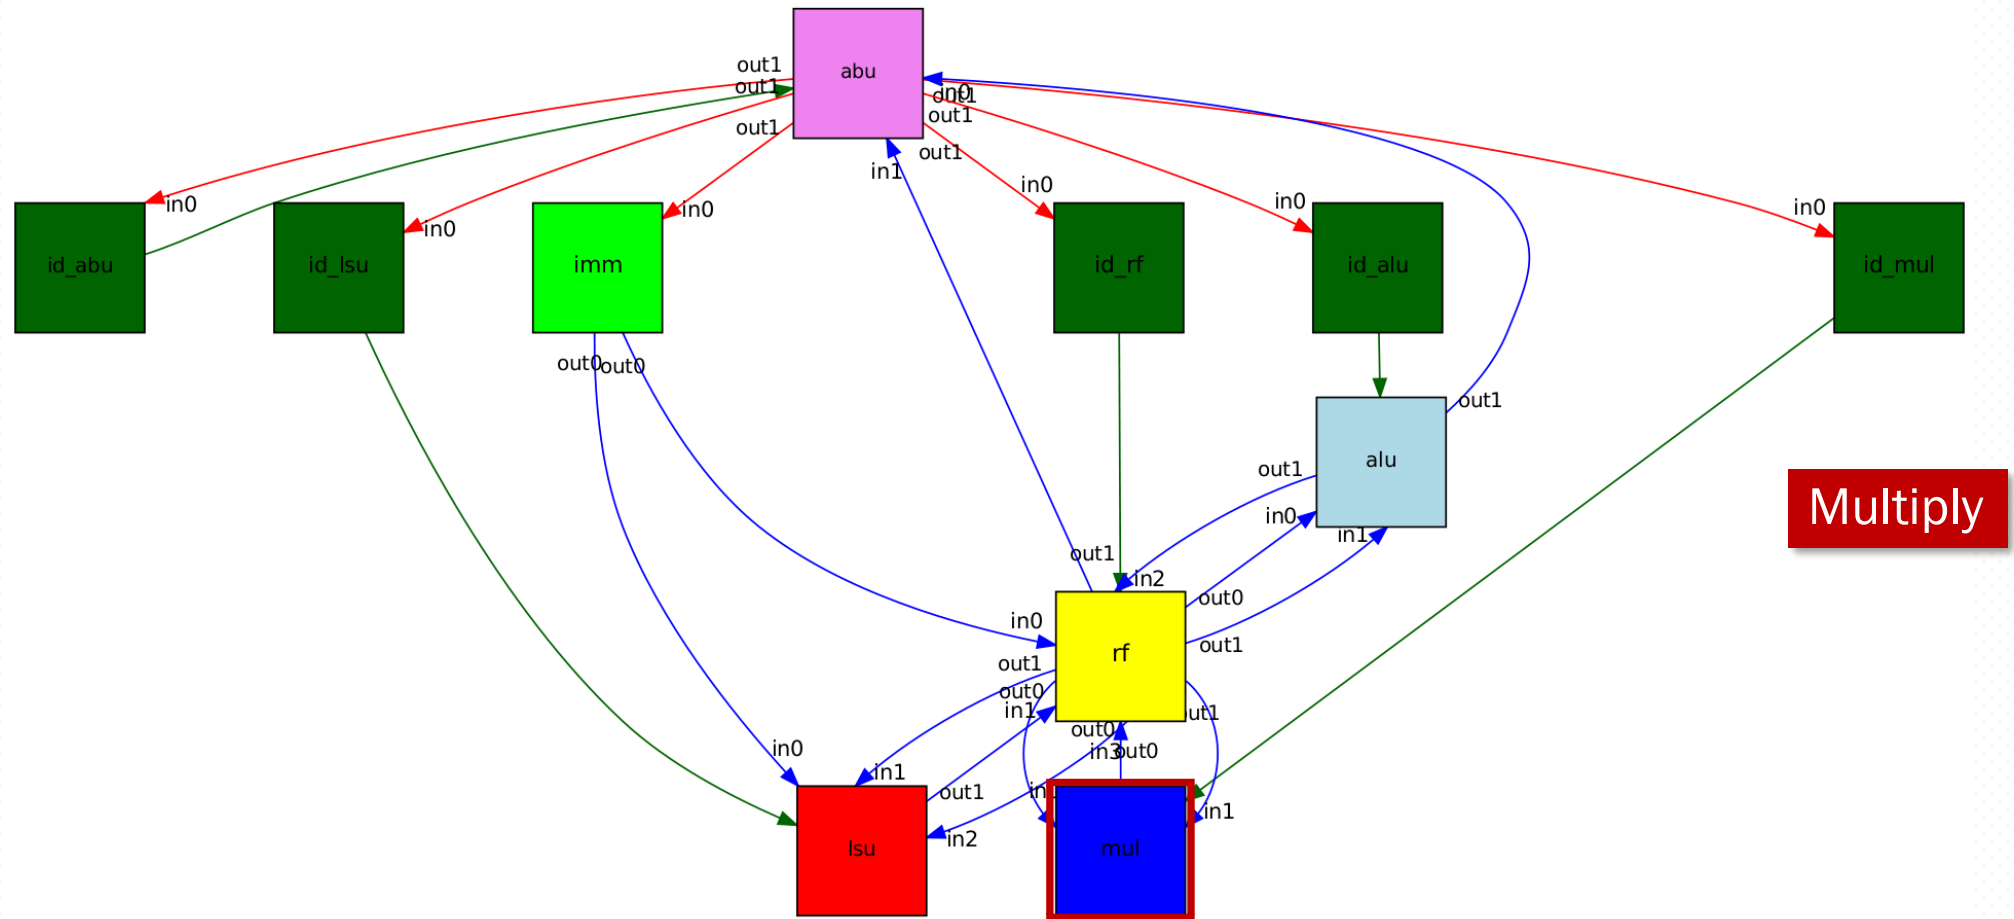 abu
out1
out1
in0
out1
out1
out1
out1
in1
in0
in0
in0
in0
in0
in0
id_abu
id_lsu
imm
id_rf
id_alu
id_mul
out0
out0
out1
alu
out1
in0
in1
Multiply
out1
in2
out0
in0
out1
rf
out1
out0
in1
out0
out1
in3
out0
in0
in1
out1
in1
in2
lsu
mul